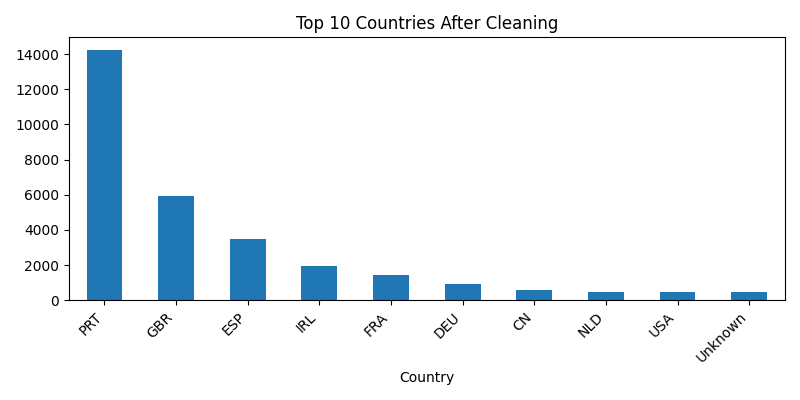 Top 10 Countries After Cleaning
14000
12000
10000
8000
6000
4000
2000
0
PRT
GBR
ESP
IRL
FRA
DEU
CN
NLD
USA
Unknown
Country